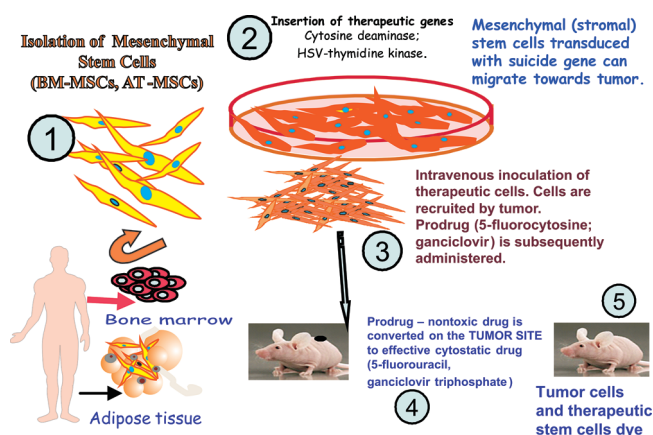 Isolation of Mesenchymal
Stem Cells
(BM-MSCs, AT -MSCs)
1
Bone marrow
Adipose tissue
2
Insertion of therapeutic genes
Cytosine deaminase;
HSV-thymidine kinase.
Mesenchymal (stromal)
stem cells transduced
with suicide gene can
migrate towards tumor.
Intravenous inoculation of
therapeutic cells. Cells are
recruited by tumor.
Prodrug (5-fluorocytosine;
ganciclovir) is subsequently
administered.
3
Prodrug – nontoxic drug is
converted on the TUMOR SITE
to effective cytostatic drug
(5-fluorouracil,
ganciclovir triphosphate)
4
5
Tumor cells
and therapeutic
stem cells dye